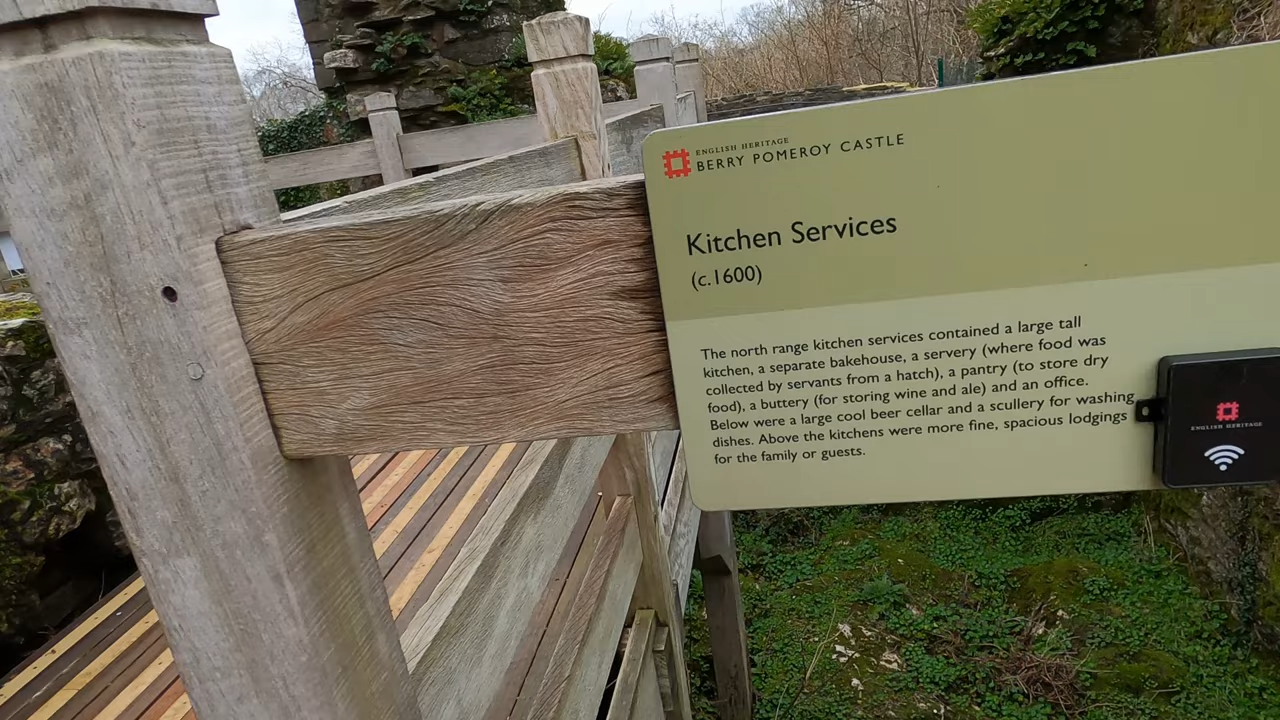 ENGLISH HERITAGE
BERRY POMEROY CASTLE
Kitchen Services
(c.1600)
The north range kitchen services contained a large tall
kitchen, a separate bakehouse, a servery (where food was
collected by servants from a hatch), a pantry (to store dry
food), a buttery (for storing wine and ale) and an office.
Below were a large cool beer cellar and a scullery for washing
dishes. Above the kitchens were more fine, spacious lodgings
for the family or guests.
ENGLISH HERITAGE